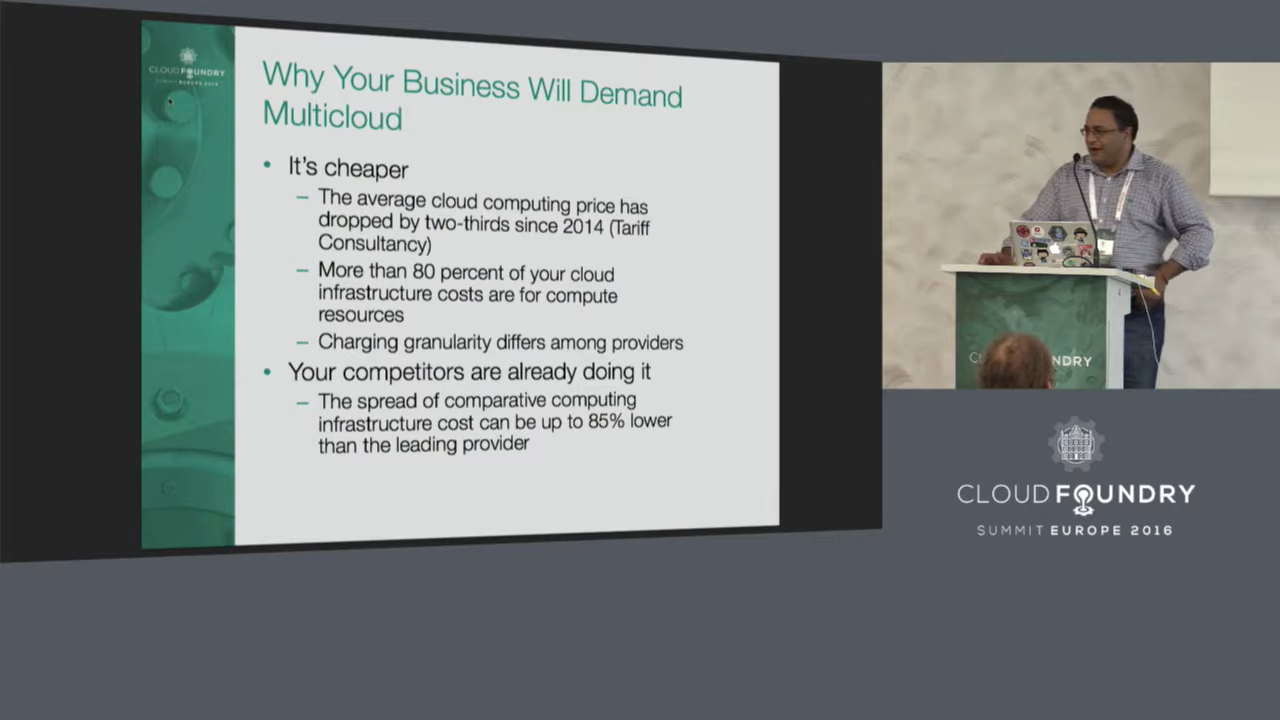 CLOUD FOUNDRY
SUMMIT EUROPE 2016
Why Your Business Will Demand
Multicloud
• It's cheaper
– The average cloud computing price has
dropped by two-thirds since 2014 (Tariff
Consultancy)
– More than 80 percent of your cloud
infrastructure costs are for compute
resources
– Charging granularity differs among providers
• Your competitors are already doing it
– The spread of comparative computing
infrastructure cost can be up to 85% lower
than the leading provider
NDRY
CLOUD FOUNDRY
SUMMIT EUROPE 2016